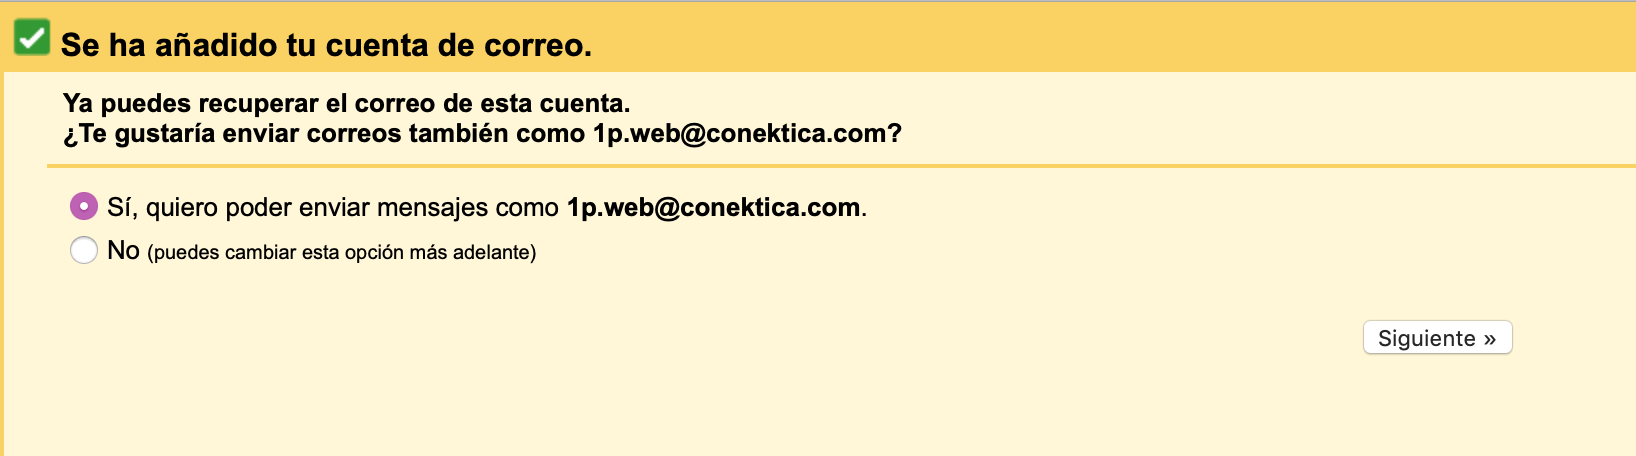 Se ha añadido tu cuenta de correo.
Ya puedes recuperar el correo de esta cuenta.
¿Te gustaría enviar correos también como 1p.web@conektica.com?
Sí, quiero poder enviar mensajes como 1p.web@conektica.com.
No (puedes cambiar esta opción más adelante)
Siguiente »